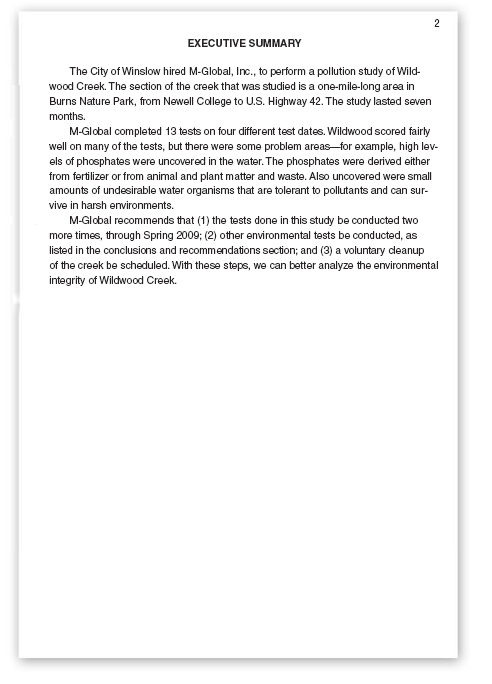 2
EXECUTIVE SUMMARY
The City of Winslow hired M-Global, Inc., to perform a pollution study of Wild-
wood Creek. The section of the creek that was studied is a one-mile-long area in
Burns Nature Park, from Newell College to U.S. Highway 42. The study lasted seven
months.
M-Global completed 13 tests on four different test dates. Wildwood scored fairly
well on many of the tests, but there were some problem areas—for example, high lev-
els of phosphates were uncovered in the water. The phosphates were derived either
from fertilizer or from animal and plant matter and waste. Also uncovered were small
amounts of undesirable water organisms that are tolerant to pollutants and can sur-
vive in harsh environments.
M-Global recommends that (1) the tests done in this study be conducted two
more times, through Spring 2009; (2) other environmental tests be conducted, as
listed in the conclusions and recommendations section; and (3) a voluntary cleanup
of the creek be scheduled. With these steps, we can better analyze the environmental
integrity of Wildwood Creek.